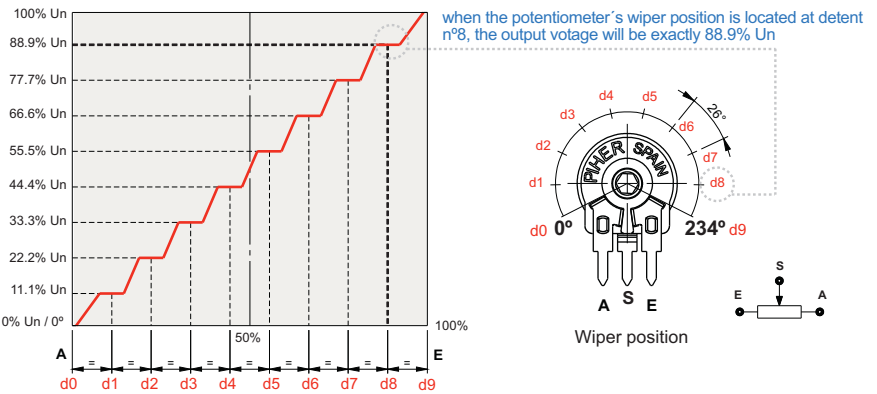 100% Un
88.9% Un
77.7% Un
66.6% Un
55.5% Un
44.4% Un
33.3% Un
22.2% Un
11.1% Un
0% Un / 0º
50%
100%
A
E
= = = = = = = = =
d0 d1 d2 d3 d4 d5 d6 d7 d8 d9
when the potentiometer´s wiper position is located at detent
nº8, the output votage will be exactly 88.9% Un
d4 d5
d3 d6
26º
d2 d7
d1 d8
PIHER SPAIN
d0 0º 234º d9
A S E
Wiper position
S
E A